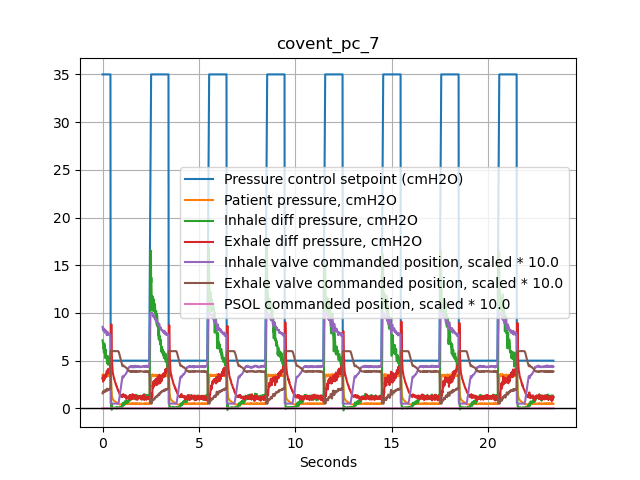 covent_pc_7
35
30
25
20
15
10
5
0
Pressure control setpoint (cmH2O)
Patient pressure, cmH2O
Inhale diff pressure, cmH2O
Exhale diff pressure, cmH2O
Inhale valve commanded position, scaled * 10.0
Exhale valve commanded position, scaled * 10.0
PSOL commanded position, scaled * 10.0
0 5 10 15 20
Seconds